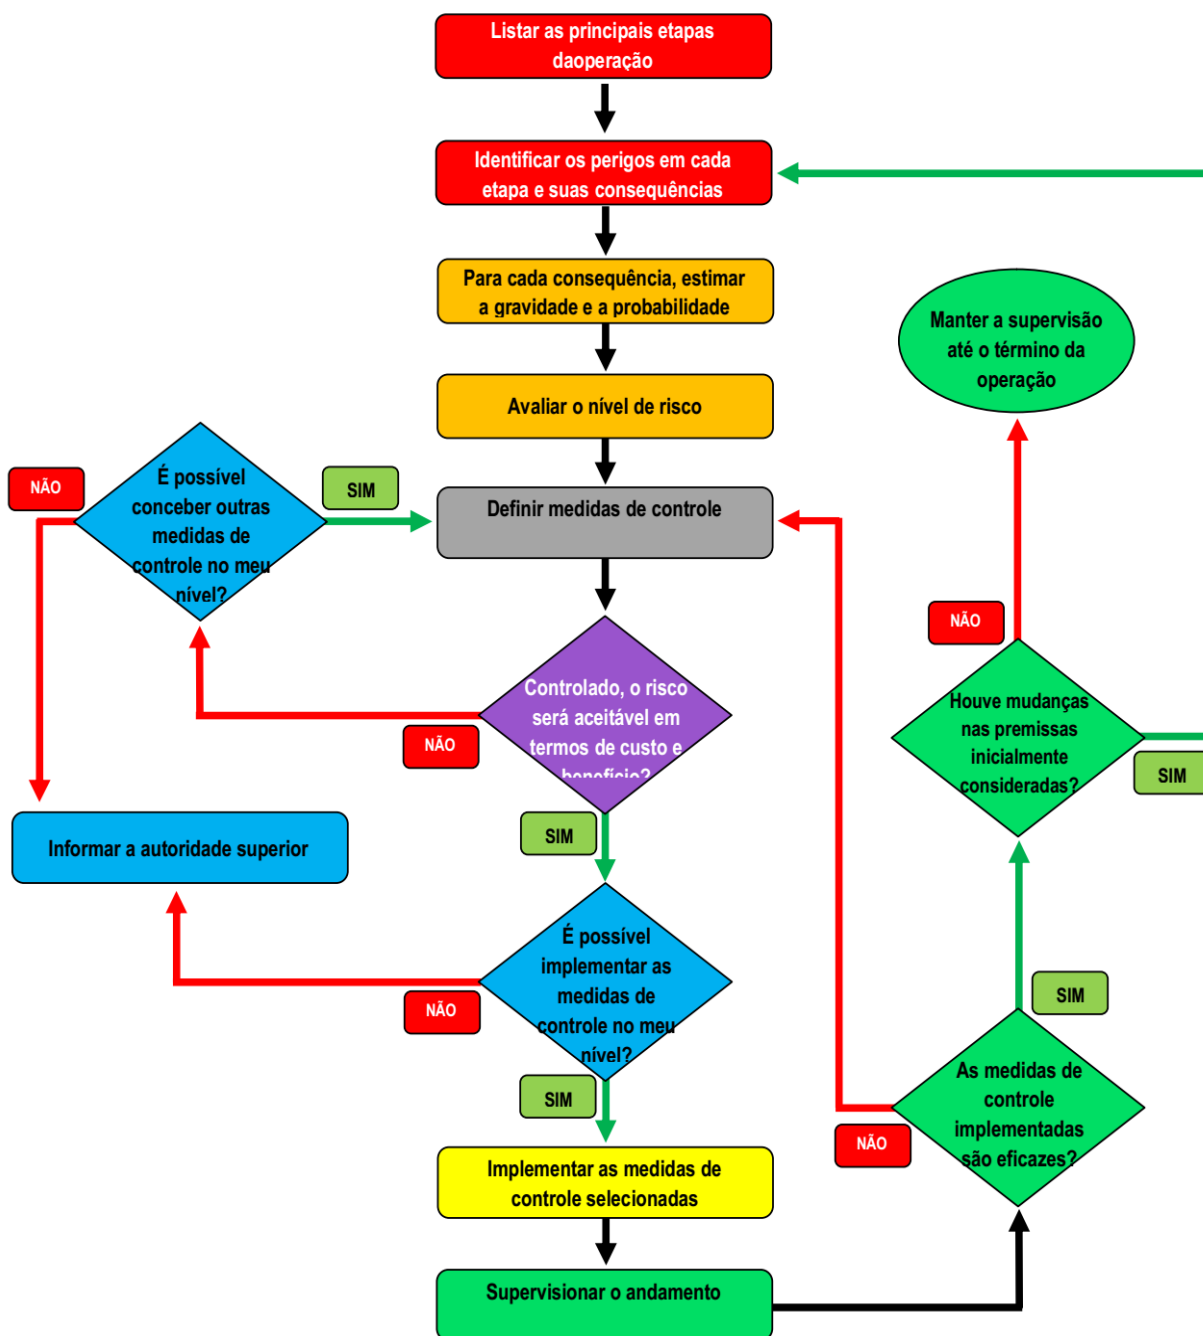 Listar as principais etapas
daoperação
Identificar os perigos em cada
etapa e suas consequências
Para cada consequência, estimar
a gravidade e a probabilidade
Manter a supervisão
até o término da
operação
Avaliar o nível de risco
NÃO
É possível
conceber outras
medidas de
controle no meu
nível?
SIM
Definir medidas de controle
NÃO
Controlado, o risco
será aceitável em
termos de custo e
benefício?
NÃO
Houve mudanças
nas premissas
inicialmente
consideradas?
SIM
SIM
Informar a autoridade superior
É possível
implementar as
medidas de
controle no meu
nível?
NÃO
SIM
SIM
As medidas de
controle
implementadas
são eficazes?
NÃO
Implementar as medidas de
controle selecionadas
Supervisionar o andamento